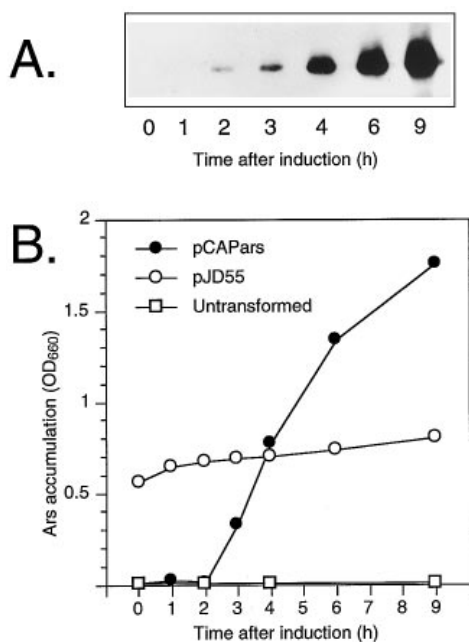 A.
0 1 2 3 4 6 9
Time after induction (h)
B.
2
1.5
1
0.5
Ars accumulation (OD660)
pCAPars
pJD55
Untransformed
0 1 2 3 4 5 6 7 8 9
Time after induction (h)